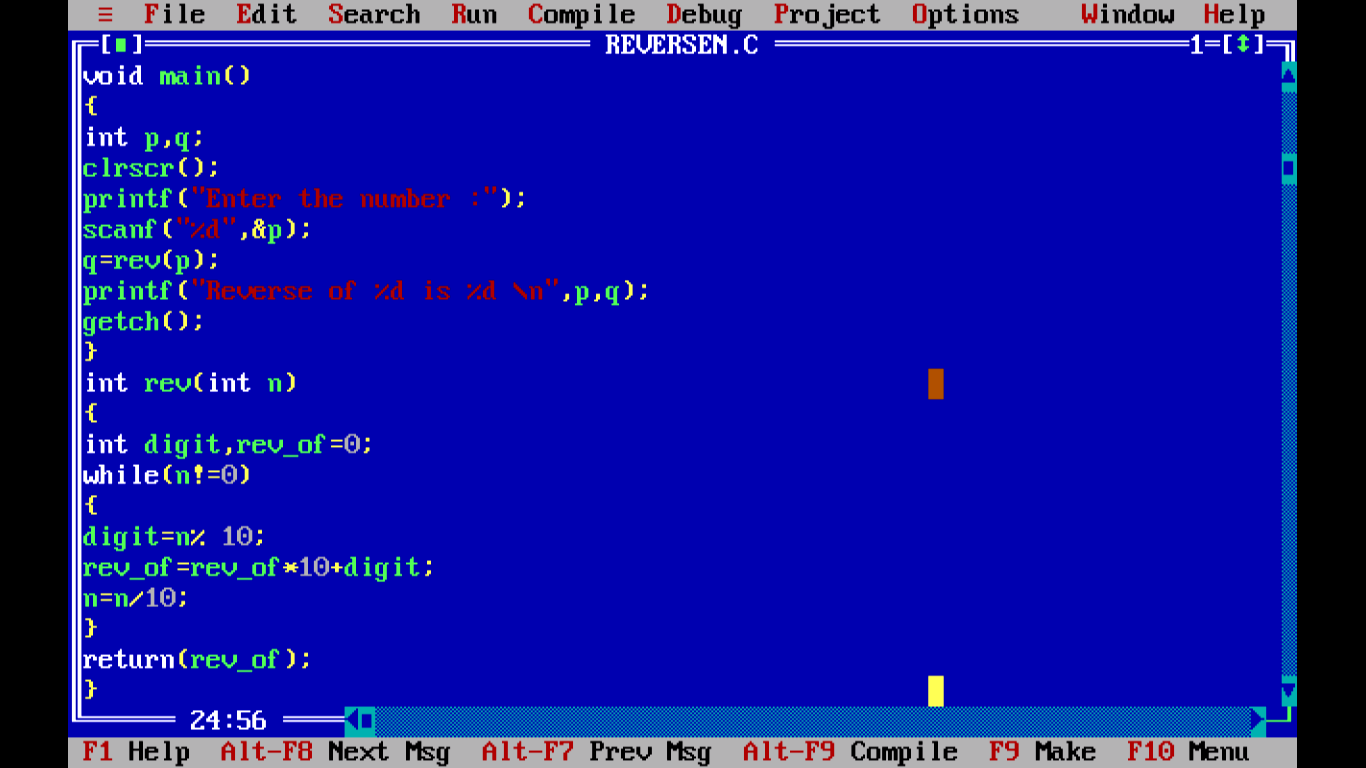 ≡ File Edit Search Run Compile Debug Project Options Window Help
[■] REVERSEN.C 1=[↕]
void main()
{
int p,q;
clrscr();
printf("Enter the number :");
scanf("%d",&p);
q=rev(p);
printf("Reverse of %d is %d \n",p,q);
getch();
}
int rev(int n)
{
int digit,rev_of=0;
while(n!=0)
{
digit=n% 10;
rev_of=rev_of*10+digit;
n=n/10;
}
return(rev_of);
}
24:56
F1 Help Alt-F8 Next Msg Alt-F7 Prev Msg Alt-F9 Compile F9 Make F10 Menu